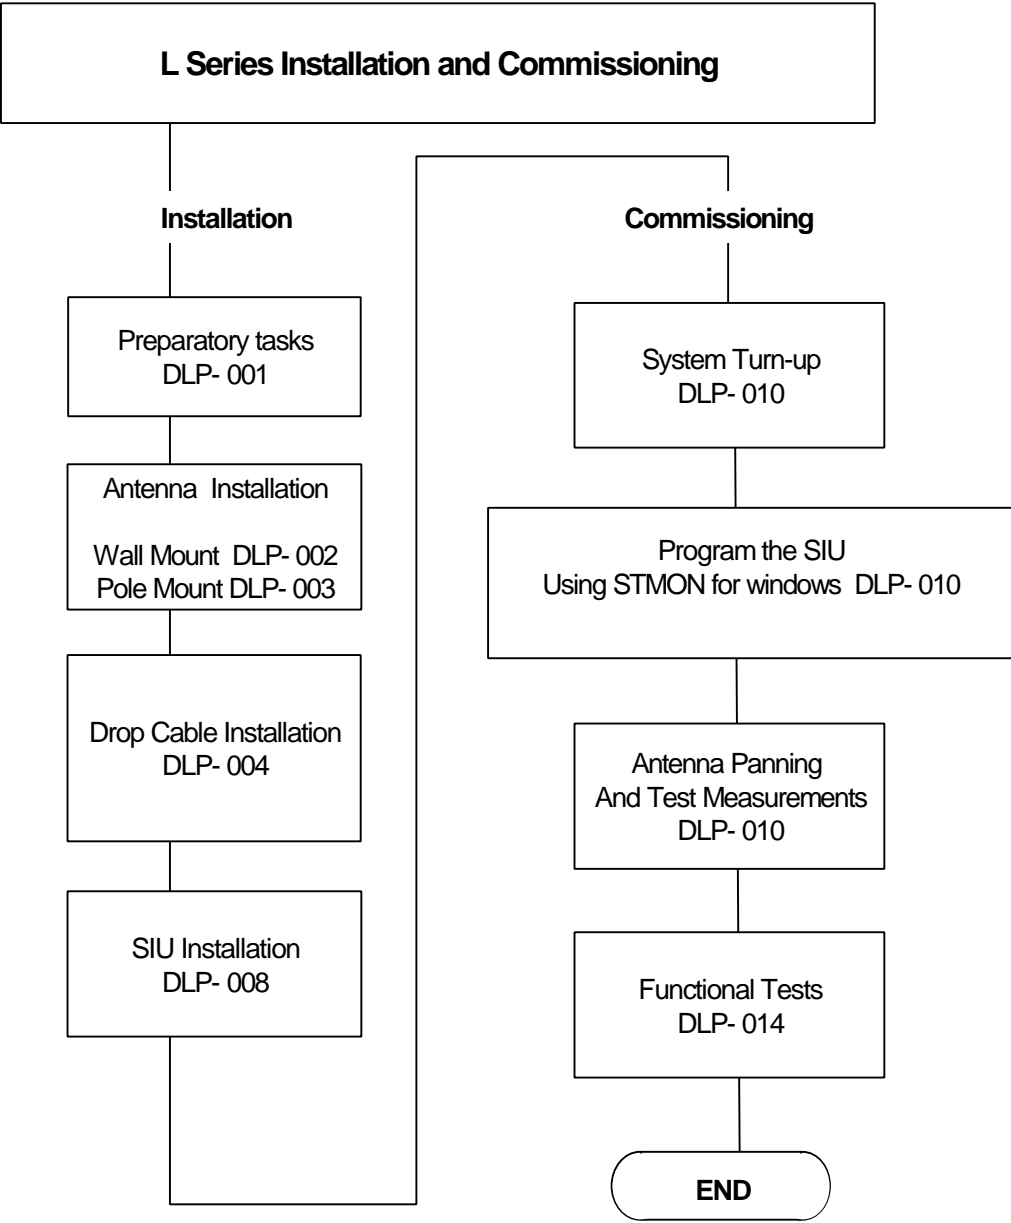 L Series Installation and Commissioning
Installation
Preparatory tasks
DLP- 001
Antenna Installation
Wall Mount DLP- 002
Pole Mount DLP- 003
Drop Cable Installation
DLP- 004
SIU Installation
DLP- 008
Commissioning
System Turn-up
DLP- 010
Program the SIU
Using STMON for windows DLP- 010
Antenna Panning
And Test Measurements
DLP- 010
Functional Tests
DLP- 014
END